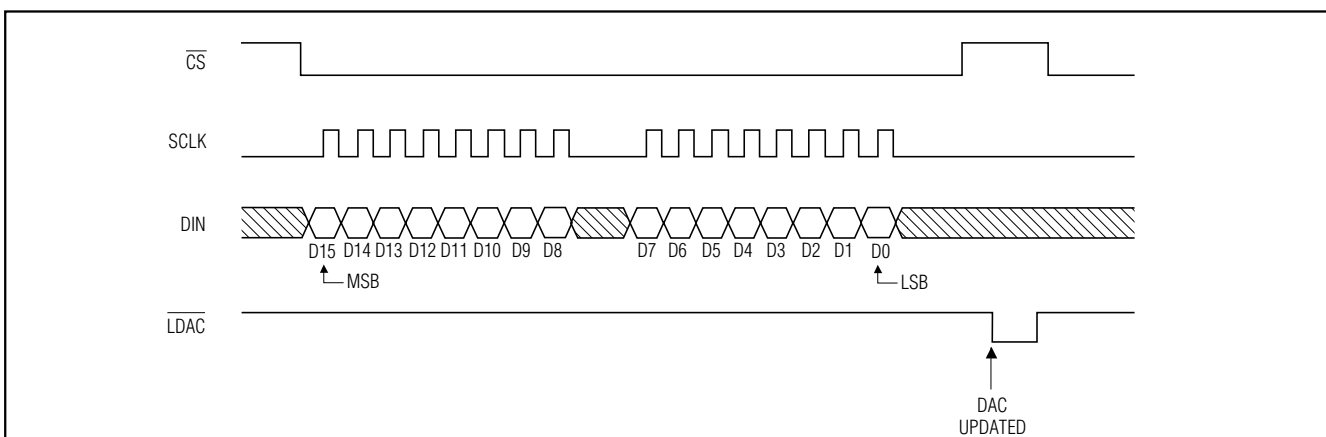 CS
SCLK
DIN
D15 D14 D13 D12 D11 D10 D9 D8 D7 D6 D5 D4 D3 D2 D1 D0
MSB LSB
LDAC
DAC
UPDATED